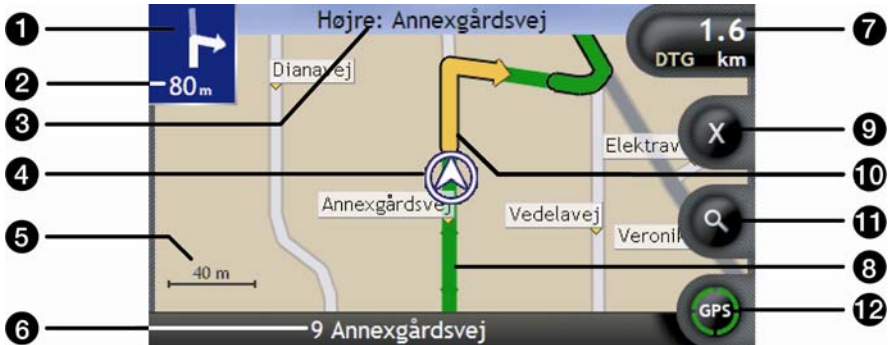 1
Højre: Annexgårdsvej
1.6
DTG km
7
2
80 m
Dianavej
3
Elektrav
X
9
4
10
Annexgårdsvej
Vedelavej
11
Veronik
5
40 m
8
GPS
12
6
9 Annexgårdsvej